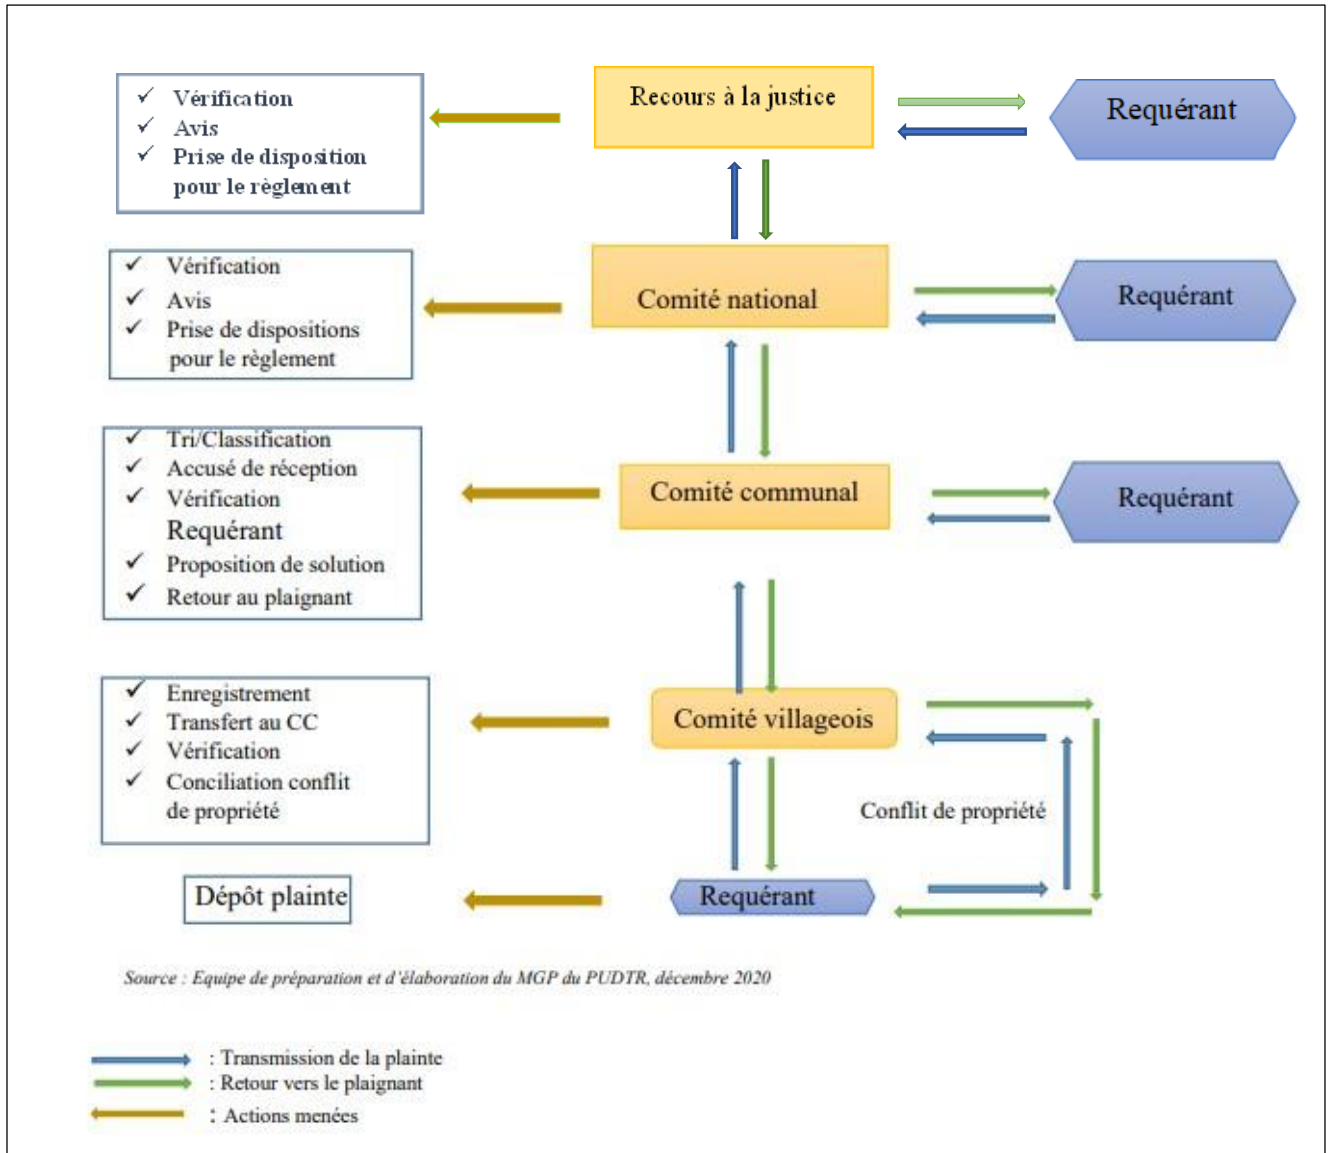 Vérification
Avis
Prise de disposition
pour le règlement
Recours à la justice
Requérant
Vérification
Avis
Prise de dispositions
pour le règlement
Comité national
Requérant
Tri/Classification
Accusé de réception
Vérification
Requérant
Proposition de solution
Retour au plaignant
Comité communal
Requérant
Enregistrement
Transfert au CC
Vérification
Conciliation conflit
de propriété
Comité villageois
Conflit de propriété
Dépôt plainte
Requérant
Source : Equipe de préparation et d'élaboration du MGP du PUDTR, décembre 2020
: Transmission de la plainte
: Retour vers le plaignant
: Actions menées